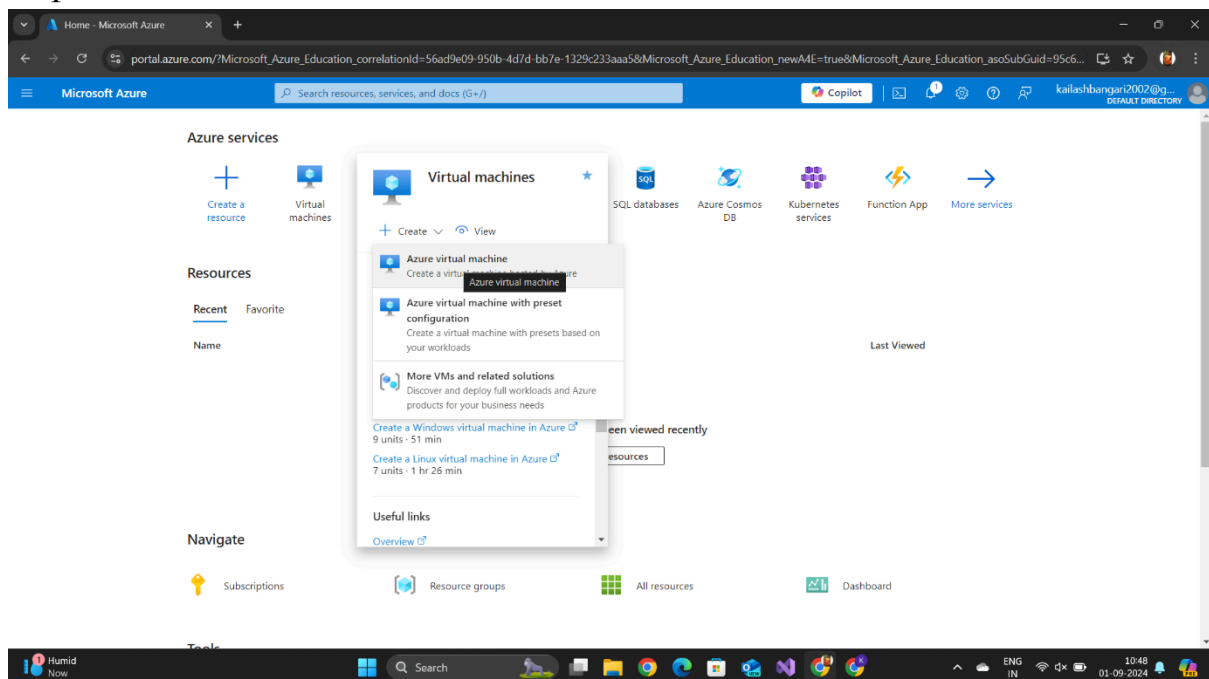 Home - Microsoft Azure
portal.azure.com/?Microsoft_Azure_Education_correlationId=56ad9e09-950b-4d7d-bb7e-1329c233aaa5&Microsoft_Azure_Education_newA4E=true&Microsoft_Azure_Education_asoSubGuid=95c6...
Microsoft Azure
Search resources, services, and docs (G+/)
Copilot
1
kailashbangari2002@g...
DEFAULT DIRECTORY
Azure services
Create a
resource
Virtual
machines
Virtual machines
SQL
SQL databases
Azure Cosmos
DB
Kubernetes
services
Function App
More services
Create
View
Azure virtual machine
Create a virtual machine hosted by Azure
Azure virtual machine
Azure virtual machine with preset
configuration
Create a virtual machine with presets based on
your workloads
More VMs and related solutions
Discover and deploy full workloads and Azure
products for your business needs
Resources
Recent Favorite
Name
Last Viewed
Create a Windows virtual machine in Azure
9 units · 51 min
Create a Linux virtual machine in Azure
7 units · 1 hr 26 min
een viewed recently
esources
Useful links
Overview
Navigate
Subscriptions
Resource groups
All resources
Dashboard
Tools
1
Humid
Now
Search
ENG
IN
10:48
01-09-2024